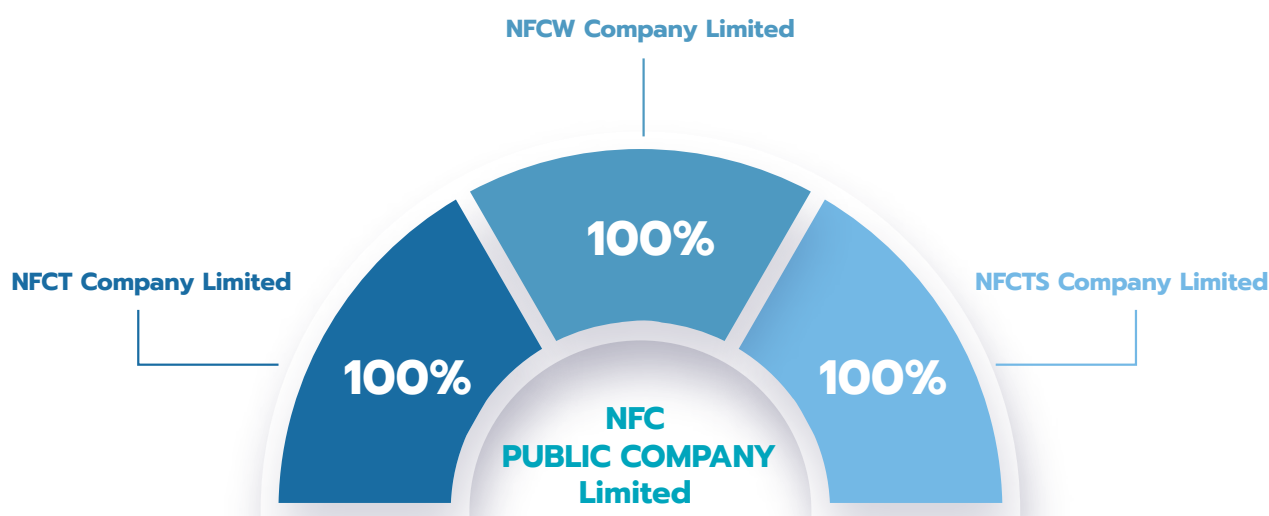 NFCW Company Limited
100%
NFCT Company Limited
100%
NFCTS Company Limited
100%
NFC
PUBLIC COMPANY
Limited